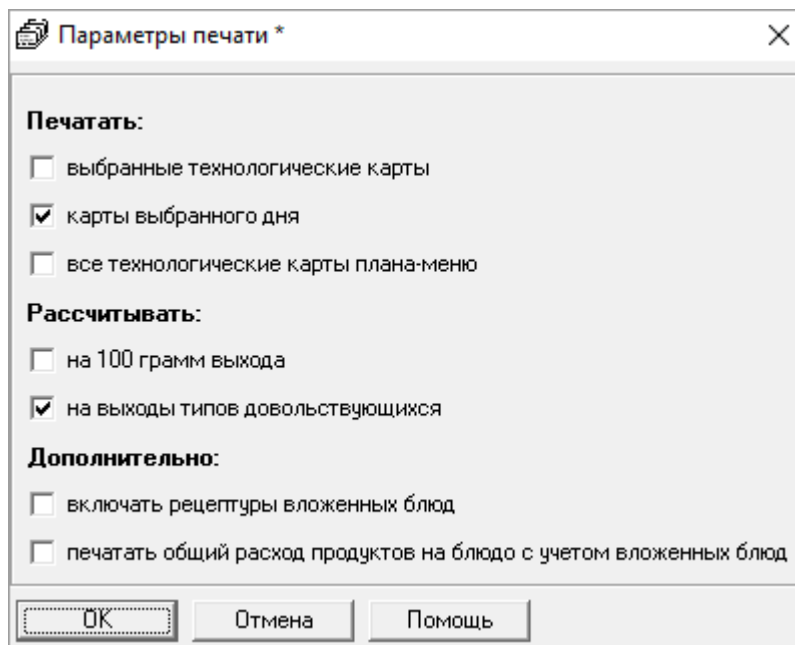 Параметры печати *
Печатать:
выбранные технологические карты
карты выбранного дня
все технологические карты плана-меню
Рассчитывать:
на 100 грамм выхода
на выходы типов довольствующихся
Дополнительно:
включать рецептуры вложенных блюд
печатать общий расход продуктов на блюдо с учетом вложенных блюд
OK Отмена Помощь